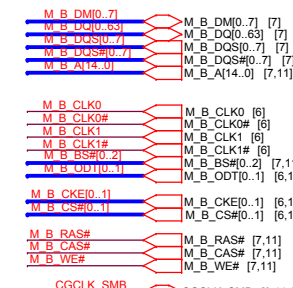 M_B_DM[0..7] M_B_DM[0..7] [7]
M_B_DQ[0..63] M_B_DQ[0..63] [7]
M_B_DQS[0..7] M_B_DQS[0..7] [7]
M_B_DQS#[0..7] M_B_DQS#[0..7] [7]
M_B_A[14..0] M_B_A[14..0] [7,11]
M_B_CLK0 M_B_CLK0 [6]
M_B_CLK0# M_B_CLK0# [6]
M_B_CLK1 M_B_CLK1 [6]
M_B_CLK1# M_B_CLK1# [6]
M_B_BS#[0..2] M_B_BS#[0..2] [7,1
M_B_ODT[0..1] M_B_ODT[0..1] [6,1
M_B_CKE[0..1] M_B_CKE[0..1] [6,1
M_B_CS#[0..1] M_B_CS#[0..1] [6,1
M_B_RAS# M_B_RAS# [7,11]
M_B_CAS# M_B_CAS# [7,11]
M_B_WE# M_B_WE# [7,11]
CGCLK_SMB